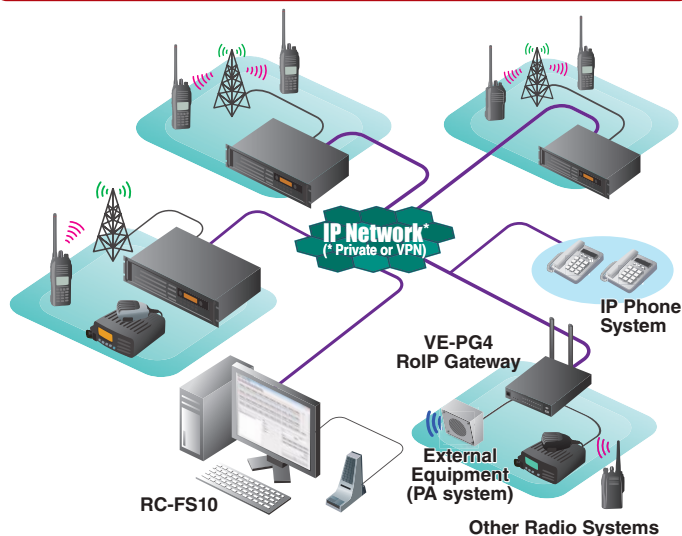 IP Network*
(* Private or VPN)
IP Phone
System
VE-PG4
RoIP Gateway
External
Equipment
(PA system)
RC-FS10
Other Radio Systems